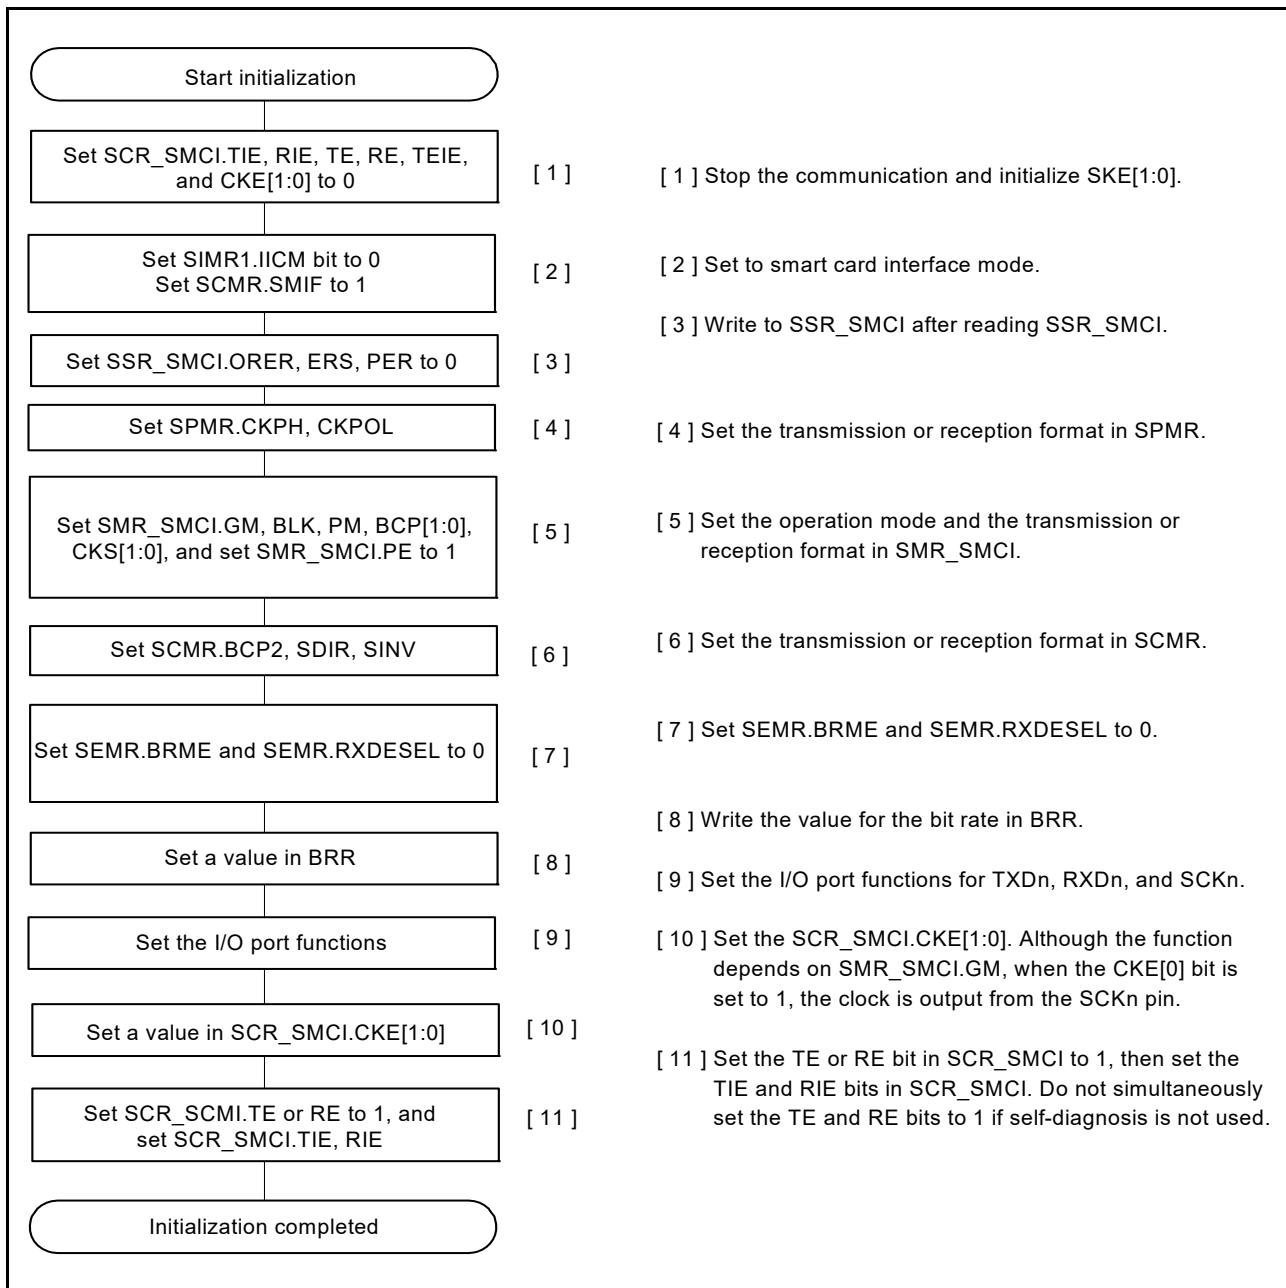 Start initialization
Set SCR_SMCI.TIE, RIE, TE, RE, TEIE,
and CKE[1:0] to 0
[ 1 ]
[ 1 ] Stop the communication and initialize SKE[1:0].
Set SIMR1.IICM bit to 0
Set SCMR.SMIF to 1
[ 2 ]
[ 2 ] Set to smart card interface mode.
[ 3 ] Write to SSR_SMCI after reading SSR_SMCI.
Set SSR_SMCI.ORER, ERS, PER to 0
[ 3 ]
Set SPMR.CKPH, CKPOL
[ 4 ]
[ 4 ] Set the transmission or reception format in SPMR.
Set SMR_SMCI.GM, BLK, PM, BCP[1:0],
CKS[1:0], and set SMR_SMCI.PE to 1
[ 5 ]
[ 5 ] Set the operation mode and the transmission or
reception format in SMR_SMCI.
Set SCMR.BCP2, SDIR, SINV
[ 6 ]
[ 6 ] Set the transmission or reception format in SCMR.
Set SEMR.BRME and SEMR.RXDESEL to 0
[ 7 ]
[ 7 ] Set SEMR.BRME and SEMR.RXDESEL to 0.
[ 8 ] Write the value for the bit rate in BRR.
Set a value in BRR
[ 8 ]
[ 9 ] Set the I/O port functions for TXDn, RXDn, and SCKn.
Set the I/O port functions
[ 9 ]
[ 10 ] Set the SCR_SMCI.CKE[1:0]. Although the function
depends on SMR_SMCI.GM, when the CKE[0] bit is
set to 1, the clock is output from the SCKn pin.
Set a value in SCR_SMCI.CKE[1:0]
[ 10 ]
[ 11 ] Set the TE or RE bit in SCR_SMCI to 1, then set the
TIE and RIE bits in SCR_SMCI. Do not simultaneously
set the TE and RE bits to 1 if self-diagnosis is not used.
Set SCR_SCMI.TE or RE to 1, and
set SCR_SMCI.TIE, RIE
[ 11 ]
Initialization completed